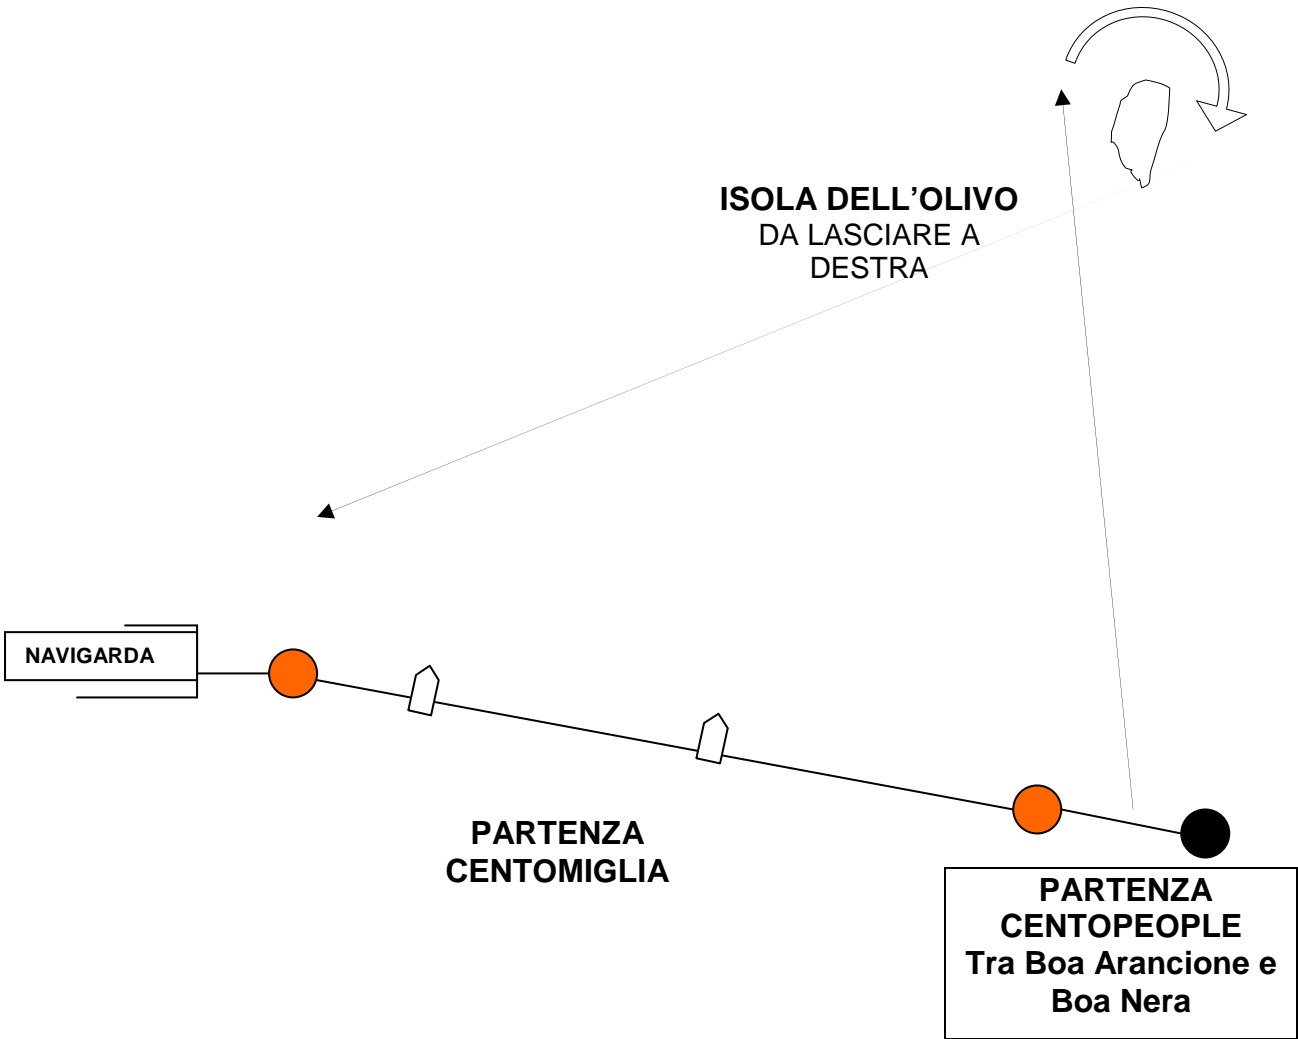 ISOLA DELL’OLIVO
DA LASCIARE A
DESTRA
NAVIGARDA
PARTENZA
CENTOMIGLIA
PARTENZA
CENTOPEOPLE
Tra Boa Arancione e
Boa Nera